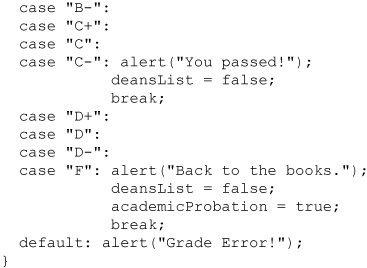 case "B-":
case "C+":
case "C":
case "C-": alert("You passed!");
deansList = false;
break;
case "D+":
case "D":
case "D-":
case "F": alert("Back to the books.");
deansList = false;
academicProbation = true;
break;
default: alert("Grade Error!");
}